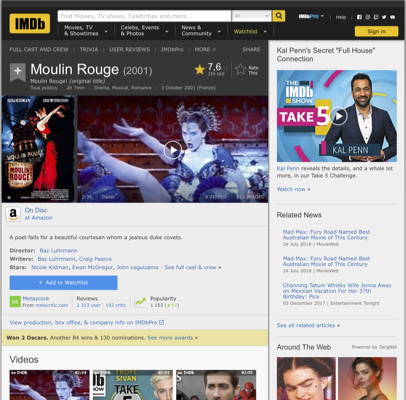 IMDb
Find Movies, TV shows, Celebrities and more...
All
IMDbPro
Help
Movies, TV
& Showtimes
Celebs, Events
& Photos
News &
Community
Watchlist
Sign in
FULL CAST AND CREW | TRIVIA | USER REVIEWS | IMDbPro | MORE
SHARE
Moulin Rouge (2001)
Moulin Rouge! (original title)
Tous publics | 2h 7min | Drama, Musical, Romance | 3 October 2001 (France)
7,6
Rate
This
MOULIN ROUGE
On Disc
at Amazon
A poet falls for a beautiful courtesan whom a jealous duke covets.
Director: Baz Luhrmann
Writers: Baz Luhrmann, Craig Pearce
Stars: Nicole Kidman, Ewan McGregor, John Leguizamo | See full cast & crew »
+ Add to Watchlist
Metascore
From metacritic.com
Reviews
2 313 user | 192 critic
Popularity
View production, box office, & company info on IMDbPro
Won 2 Oscars. Another 84 wins & 130 nominations. See more awards »
Videos
Kal Penn's Secret "Full House"
Connection
THE
IMDb
SHOW
TAKE 5
KAL PENN
Kal Penn reveals the details, and a whole lot
more, in our Take 5 Challenge.
Watch now »
Related News
Mad Max: Fury Road Named Best
Australian Movie of This Century
24 July 2018 | MovieWeb
Mad Max: Fury Road Named Best
Australian Movie of This Century
24 July 2018 | MovieWeb
Channing Tatum Whisks Wife Jenna Away
on Mexican Vacation For Her 37th
Birthday: Pics
03 December 2017 | Entertainment Tonight
See all related articles »
Around The Web
Powered by ZergNet
TROYE
SIVAN
TAKE